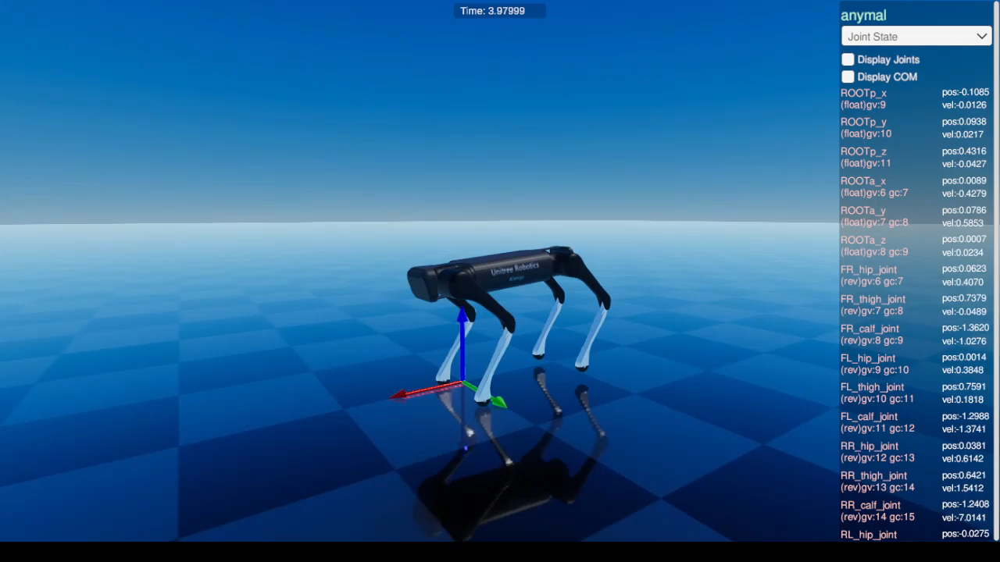 Time: 3.97999
anymal
Joint State
Display Joints
Display COM
ROOTp_x pos:-0.1085
(float)gv:9 vel:-0.0126
ROOTp_y pos:0.0938
(float)gv:10 vel:0.0217
ROOTp_z pos:0.4316
(float)gv:11 vel:-0.0427
ROOTa_x pos:0.0089
(float)gv:6 gc:7 vel:-0.4279
ROOTa_y pos:0.0786
(float)gv:7 gc:8 vel:0.5853
ROOTa_z pos:0.0007
(float)gv:8 gc:9 vel:0.0234
FR_hip_joint pos:0.0623
(rev)gv:6 gc:7 vel:0.4070
FR_thigh_joint pos:0.7379
(rev)gv:7 gc:8 vel:-0.0489
FR_calf_joint pos:-1.3620
(rev)gv:8 gc:9 vel:-1.0276
FL_hip_joint pos:0.0014
(rev)gv:9 gc:10 vel:0.3848
FL_thigh_joint pos:0.7591
(rev)gv:10 gc:11 vel:0.1818
FL_calf_joint pos:-1.2988
(rev)gv:11 gc:12 vel:-1.3741
RR_hip_joint pos:0.0381
(rev)gv:12 gc:13 vel:0.6142
RR_thigh_joint pos:0.6421
(rev)gv:13 gc:14 vel:1.5412
RR_calf_joint pos:-1.2408
(rev)gv:14 gc:15 vel:-7.0141
RL_hip_joint pos:-0.0275
Unitree Robotics